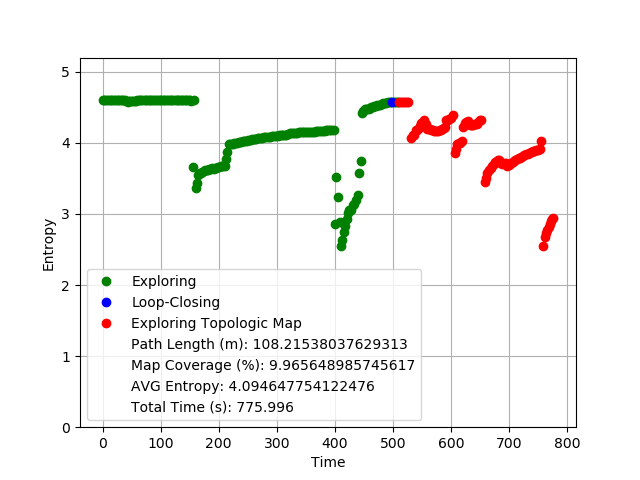 5
4
3
2
1
0
Entropy
Exploring
Loop-Closing
Exploring Topologic Map
Path Length (m): 108.21538037629313
Map Coverage (%): 9.965648985745617
AVG Entropy: 4.094647754122476
Total Time (s): 775.996
0 100 200 300 400 500 600 700 800
Time